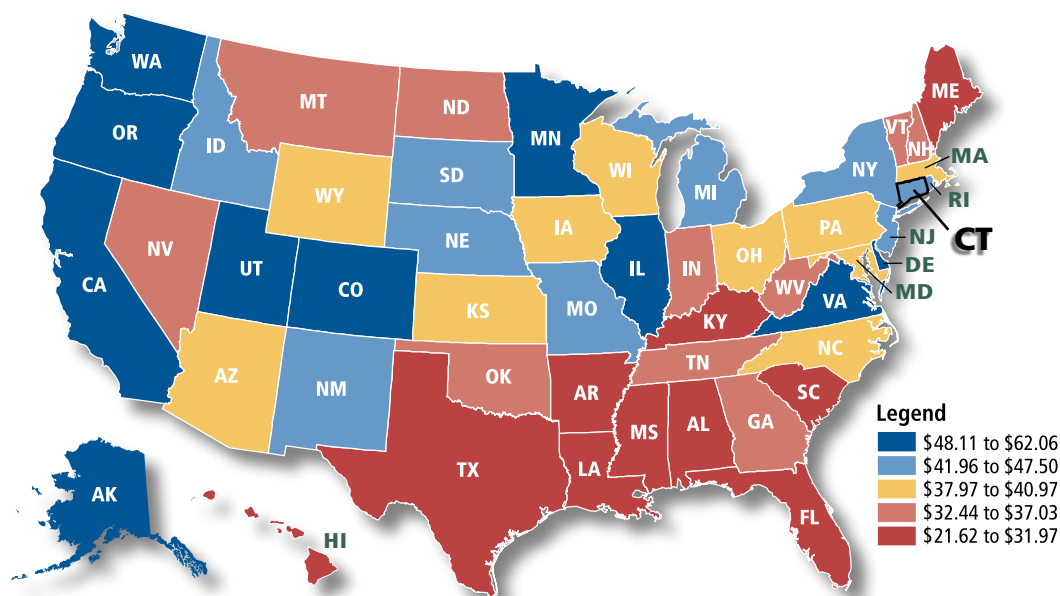 WA
OR
ID
MT
ND
MN
SD
WY
NV
UT
CO
CA
NE
IA
WI
MI
IL
IN
OH
PA
NY
VT
NH
ME
MA
RI
CT
NJ
DE
MD
WV
VA
KY
KS
MO
AZ
NM
OK
AR
TN
NC
SC
GA
AL
MS
LA
TX
FL
AK
HI
Legend
$48.11 to $62.06
$41.96 to $47.50
$37.97 to $40.97
$32.44 to $37.03
$21.62 to $31.97